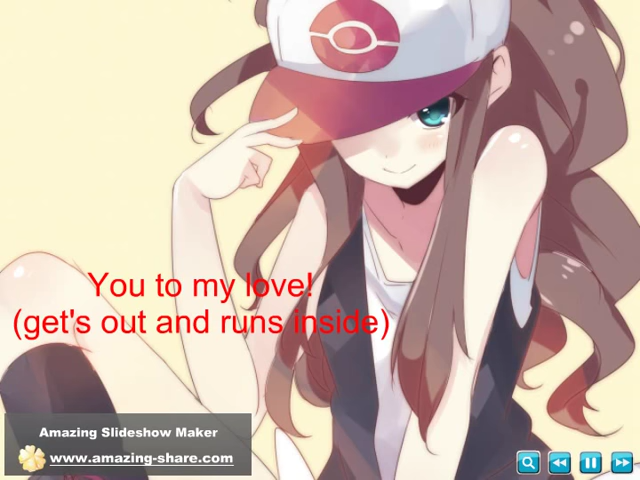 You to my love!
(get's out and runs inside)
Amazing Slideshow Maker
www.amazing-share.com